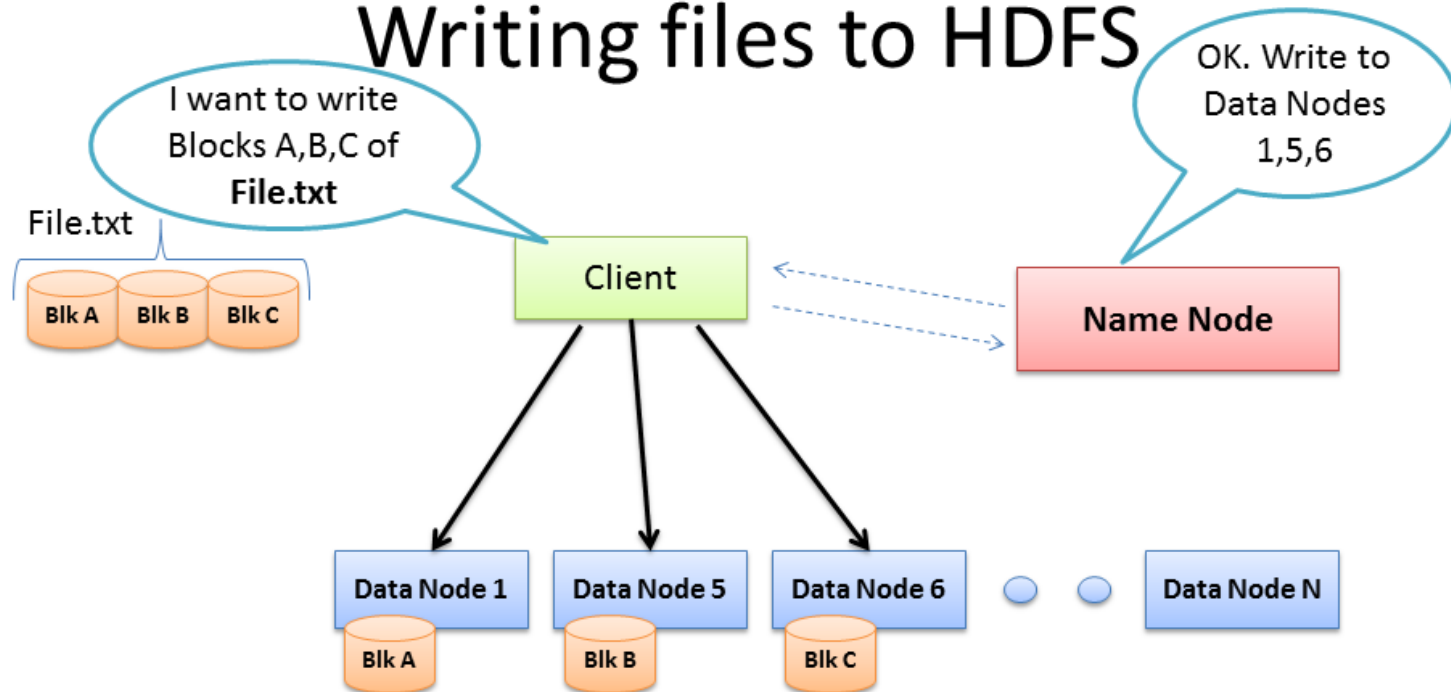 Writing files to HDFS
I want to write
Blocks A,B,C of
File.txt
OK. Write to
Data Nodes
1,5,6
File.txt
Blk A
Blk B
Blk C
Client
Name Node
Data Node 1
Data Node 5
Data Node 6
Data Node N
Blk A
Blk B
Blk C